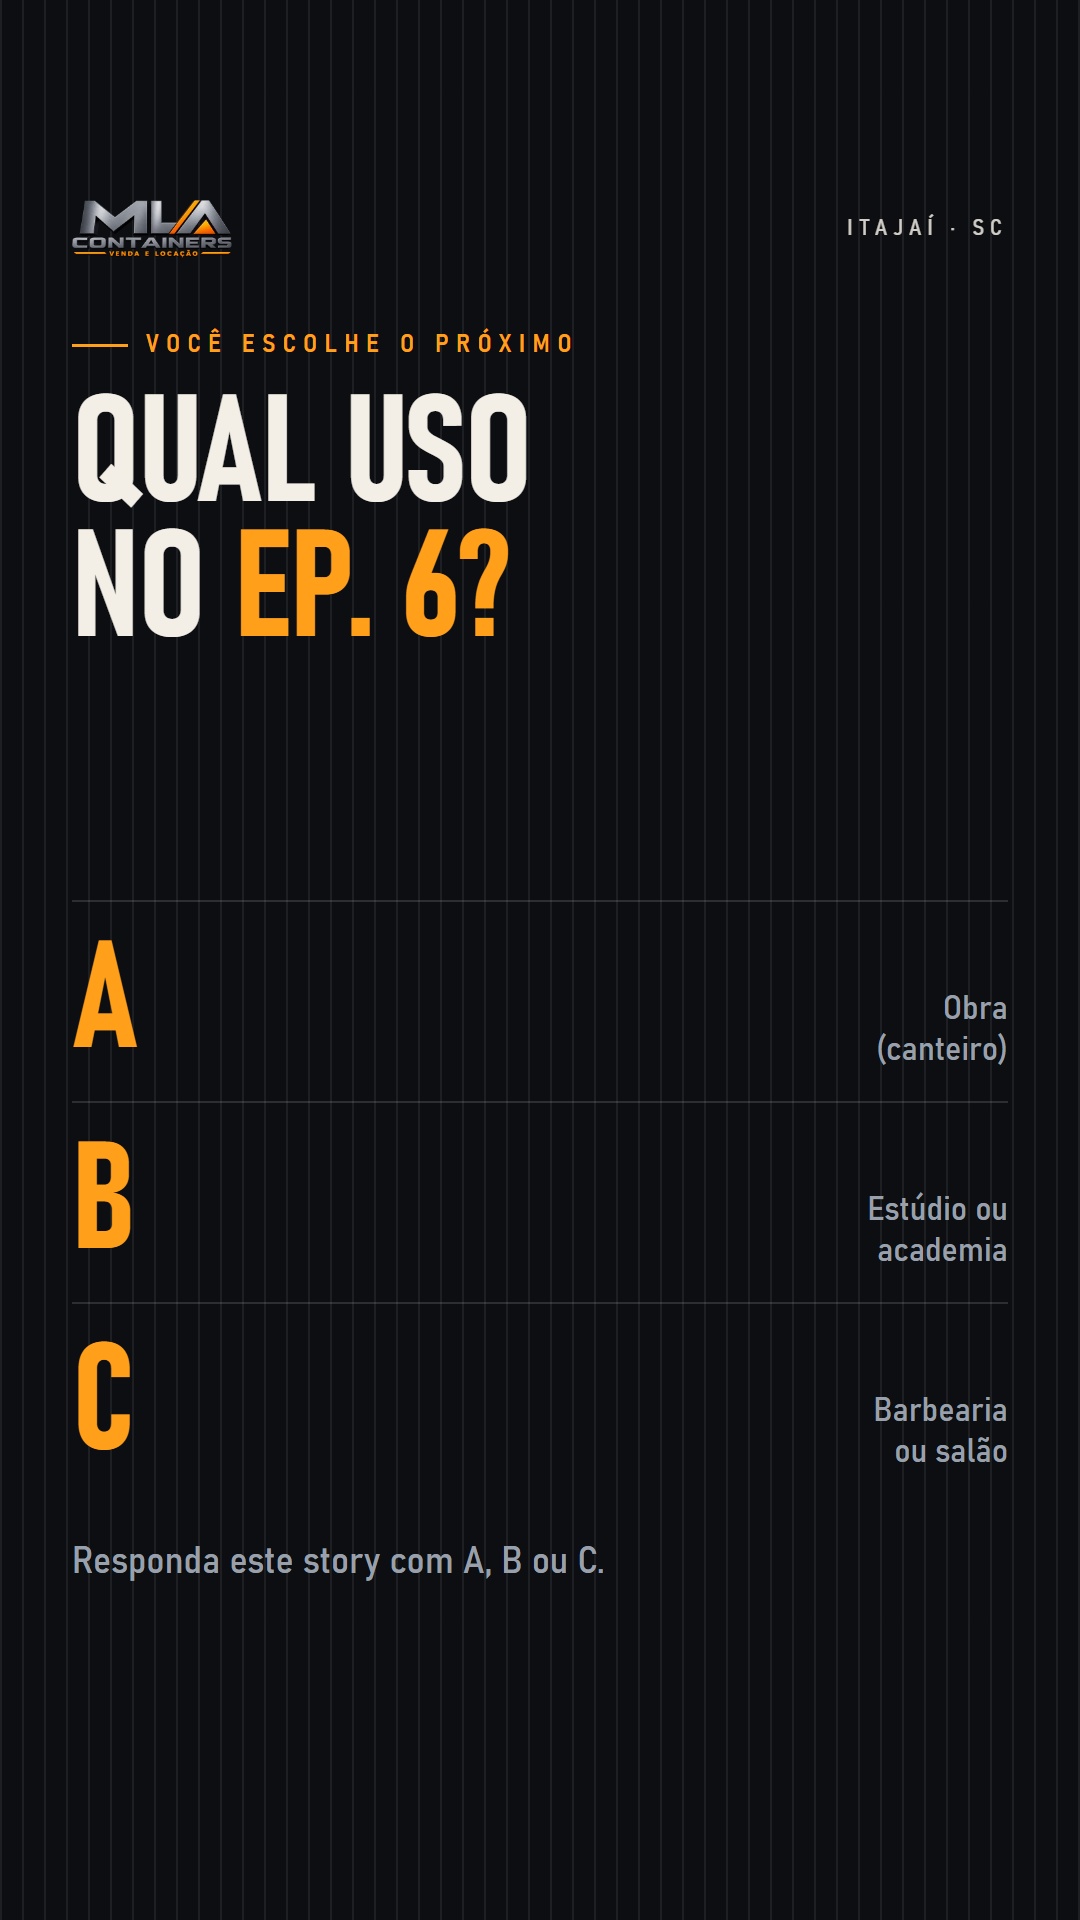 MLA
CONTAINERS
VENDA E LOCAÇÃO
ITAJAÍ · SC
VOCÊ ESCOLHE O PRÓXIMO
QUAL USO
NO EP. 6?
A
Obra
(canteiro)
B
Estúdio ou
academia
C
Barbearia
ou salão
Responda este story com A, B ou C.